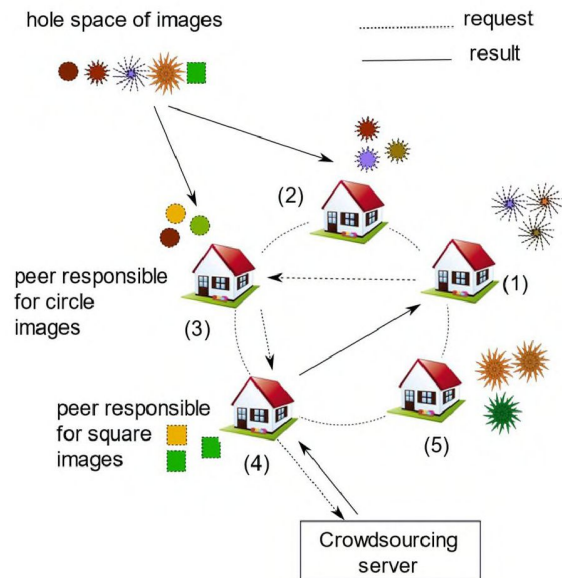 hole space of images
request
result
(2)
(1)
peer responsible
for circle
images
(3)
peer responsible
for square
images
(4)
(5)
Crowdsourcing
server